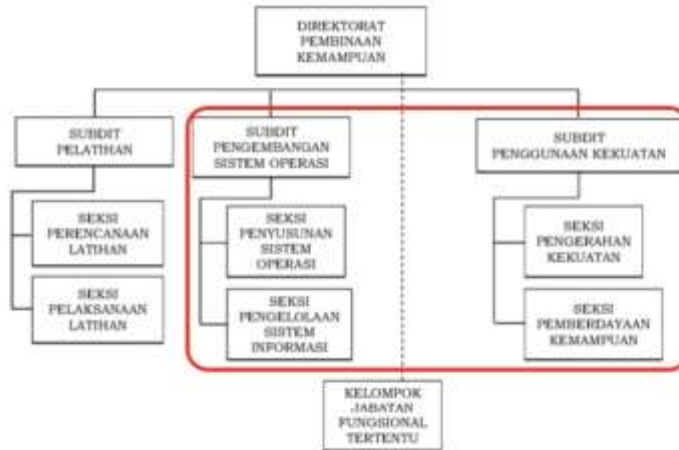 DIREKTORAT
PEMBINAAN
KEMAMPUAN
SUBDIT
PELATIHAN
SUBDIT
PENGEMBANGAN
SISTEM OPERASI
SUBDIT
PENGGUNAAN KEKUATAN
SEKSI
PERENCANAAN
LATIHAN
SEKSI
PENYUSUNAN
SISTEM
OPERASI
SEKSI
PENGERAHAN
KEKUATAN
SEKSI
PELAKSANAAN
LATIHAN
SEKSI
PENGELOLAAN
SISTEM
INFORMASI
SEKSI
PEMBERDAYAAN
KEMAMPUAN
KELOMPOK
JABATAN
FUNGSIONAL
TERTENTU